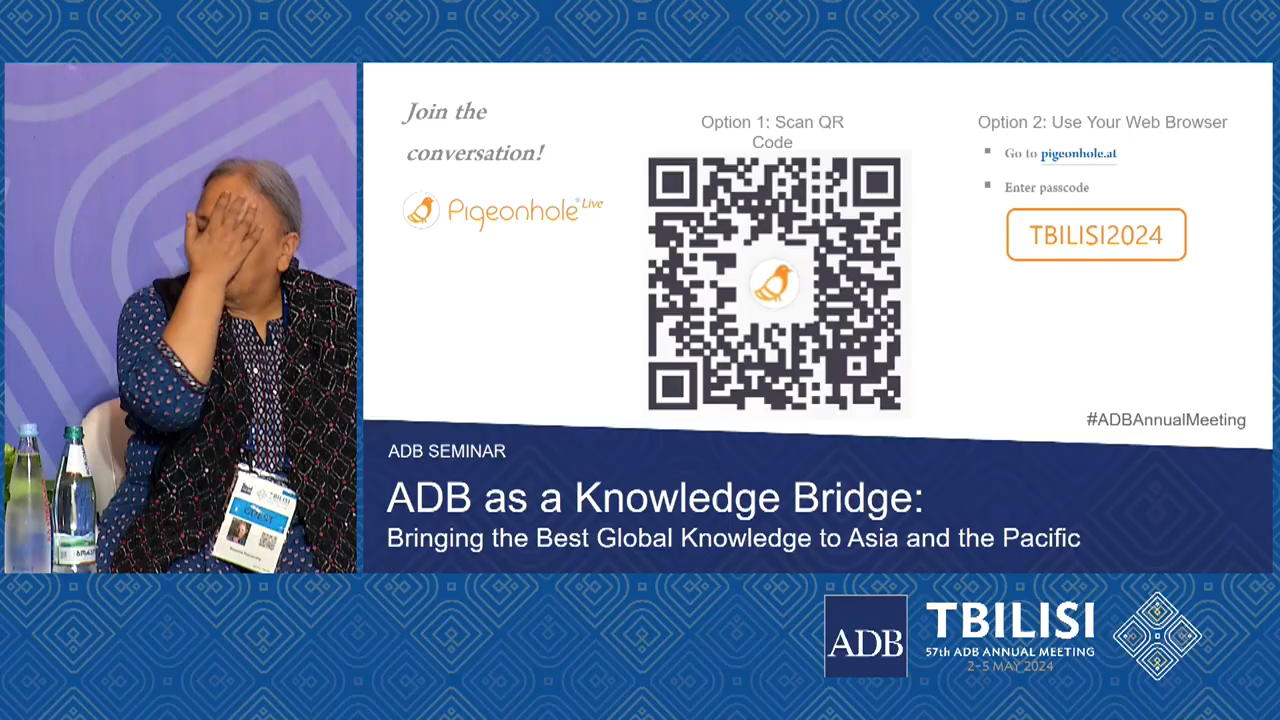 Join the
conversation!
Pigeonhole Live
Option 1: Scan QR
Code
Option 2: Use Your Web Browser
Go to pigeonhole.at
Enter passcode
TBILISI2024
#ADBAnnualMeeting
ADB SEMINAR
ADB as a Knowledge Bridge:
Bringing the Best Global Knowledge to Asia and the Pacific
TBILISI
GUEST
ADB
TBILISI
57th ADB ANNUAL MEETING
2–5 MAY 2024